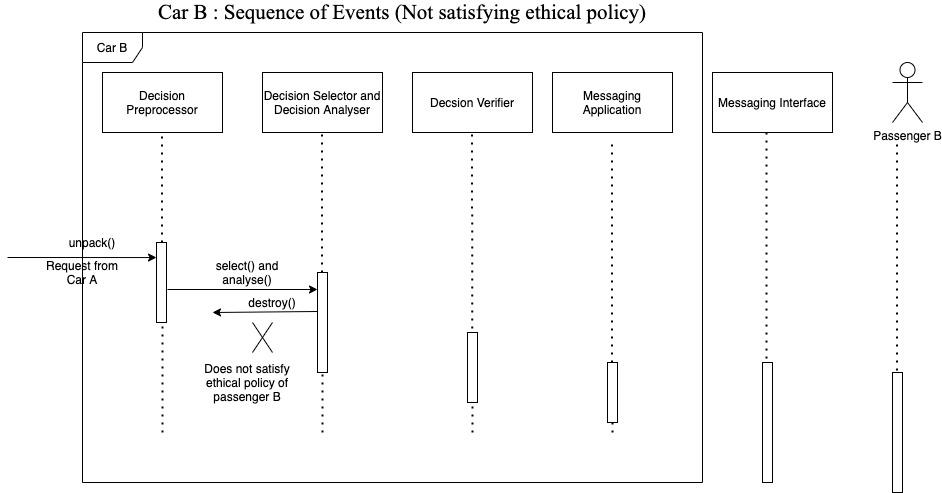 Car B : Sequence of Events (Not satisfying ethical policy)
Car B
Decision
Preprocessor
Decision Selector and
Decision Analyser
Decsion Verifier
Messaging
Application
Messaging Interface
Passenger B
unpack()
Request from
Car A
select() and
analyse()
destroy()
Does not satisfy
ethical policy of
passenger B